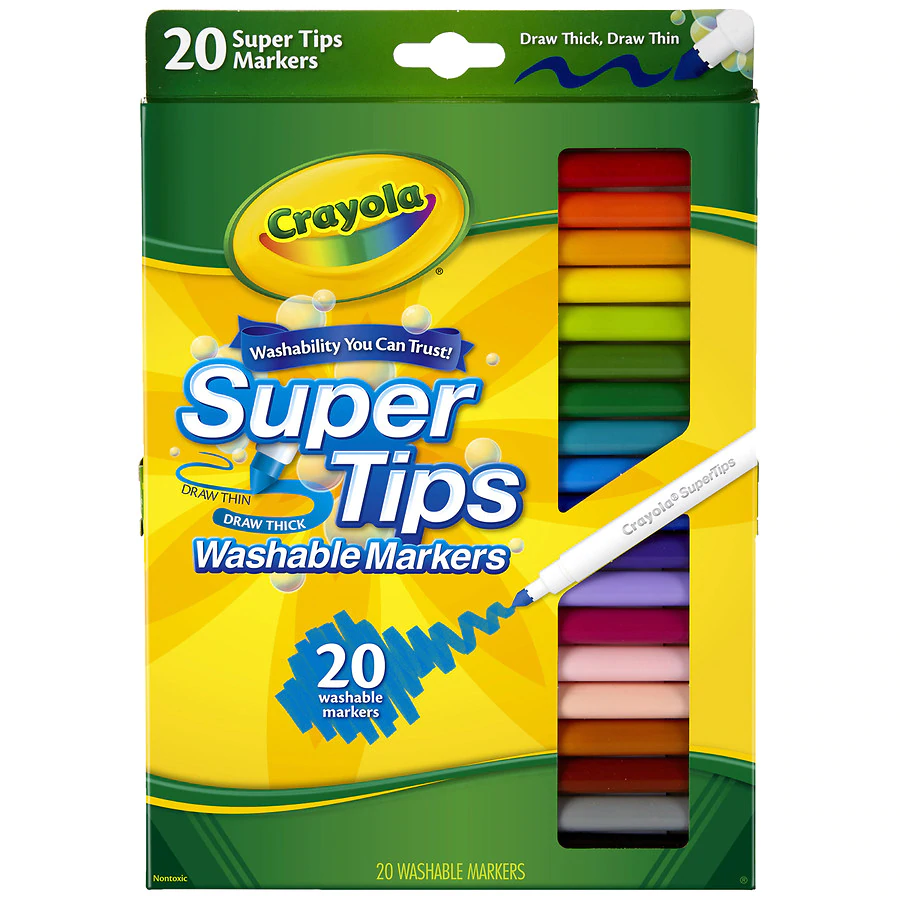 20 Super Tips
Markers
Draw Thick, Draw Thin
Crayola
®
Washability You Can Trust!
Super
Tips
DRAW THIN
DRAW THICK
Washable Markers
Crayola® SuperTips
20
washable
markers
Nontoxic
20 WASHABLE MARKERS
®